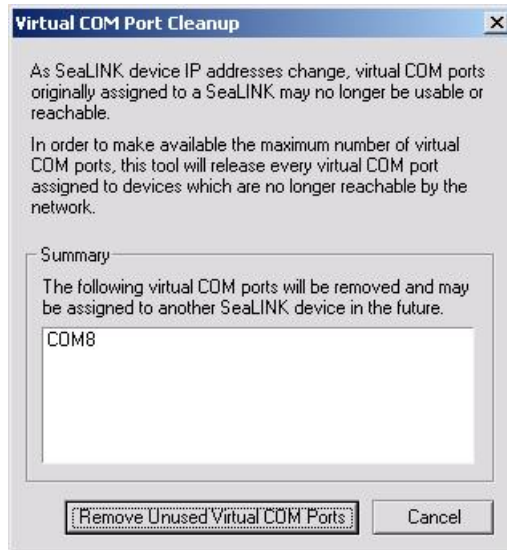 Virtual COM Port Cleanup
As SeaLINK device IP addresses change, virtual COM ports
originally assigned to a SeaLINK may no longer be usable or
reachable.
In order to make available the maximum number of virtual
COM ports, this tool will release every virtual COM port
assigned to devices which are no longer reachable by the
network.
Summary
The following virtual COM ports will be removed and may
be assigned to another SeaLINK device in the future.
COM8
Remove Unused Virtual COM Ports
Cancel